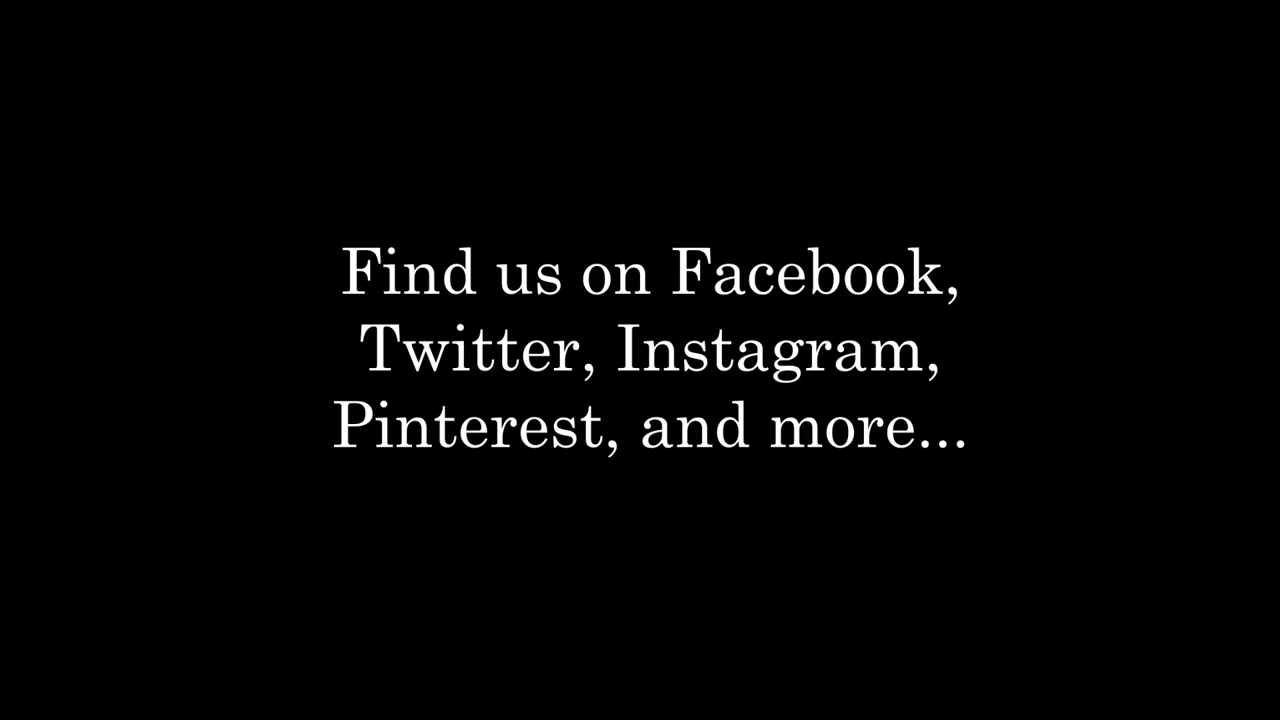 Find us on Facebook,
Twitter, Instagram,
Pinterest, and more...